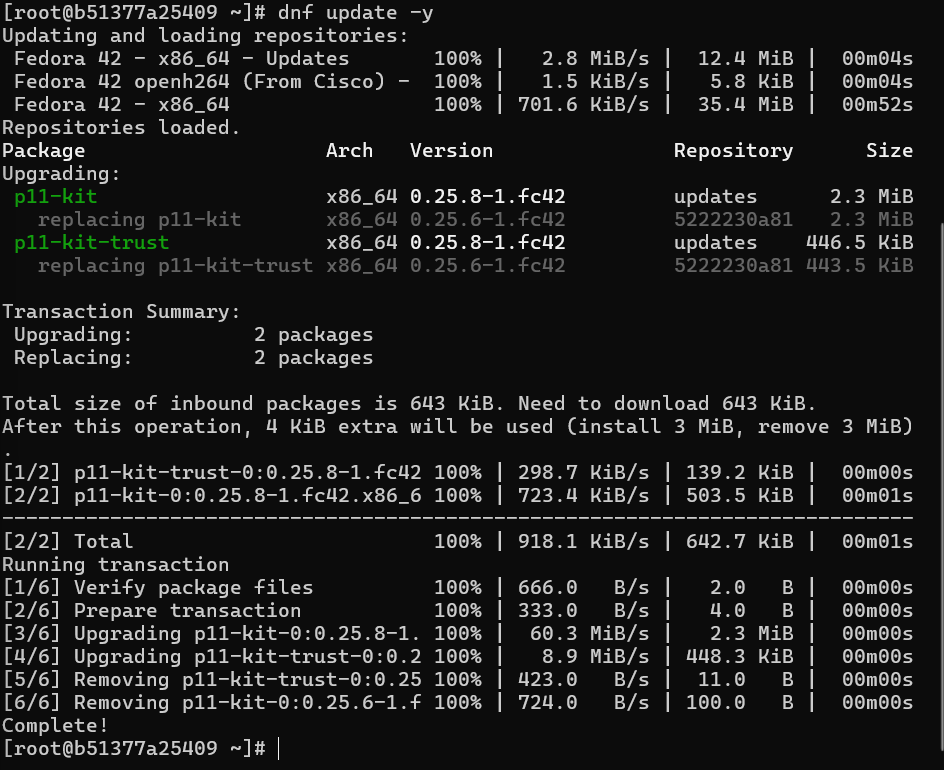 [root@b51377a25409 ~]# dnf update -y
Updating and loading repositories:
 Fedora 42 - x86_64 - Updates       100% |   2.8 MiB/s |  12.4 MiB |  00m04s
 Fedora 42 openh264 (From Cisco) -  100% |   1.5 KiB/s |   5.8 KiB |  00m04s
 Fedora 42 - x86_64                 100% | 701.6 KiB/s |  35.4 MiB |  00m52s
Repositories loaded.
Package                    Arch   Version               Repository      Size
Upgrading:
 p11-kit                   x86_64 0.25.8-1.fc42         updates      2.3 MiB
   replacing p11-kit       x86_64 0.25.6-1.fc42         5222230a81   2.3 MiB
 p11-kit-trust             x86_64 0.25.8-1.fc42         updates    446.5 KiB
   replacing p11-kit-trust x86_64 0.25.6-1.fc42         5222230a81 443.5 KiB
Transaction Summary:
 Upgrading:          2 packages
 Replacing:          2 packages
Total size of inbound packages is 643 KiB. Need to download 643 KiB.
After this operation, 4 KiB extra will be used (install 3 MiB, remove 3 MiB)
.
[1/2] p11-kit-trust-0:0.25.8-1.fc42 100% | 298.7 KiB/s | 139.2 KiB |  00m00s
[2/2] p11-kit-0:0.25.8-1.fc42.x86_6 100% | 723.4 KiB/s | 503.5 KiB |  00m01s
----------------------------------------------------------------------------
[2/2] Total                         100% | 918.1 KiB/s | 642.7 KiB |  00m01s
Running transaction
[1/6] Verify package files          100% | 666.0   B/s |   2.0   B |  00m00s
[2/6] Prepare transaction           100% | 333.0   B/s |   4.0   B |  00m00s
[3/6] Upgrading p11-kit-0:0.25.8-1. 100% |  60.3 MiB/s |   2.3 MiB |  00m00s
[4/6] Upgrading p11-kit-trust-0:0.2 100% |   8.9 MiB/s | 448.3 KiB |  00m00s
[5/6] Removing p11-kit-trust-0:0.25 100% | 423.0   B/s |  11.0   B |  00m00s
[6/6] Removing p11-kit-0:0.25.6-1.f 100% | 724.0   B/s | 100.0   B |  00m00s
Complete!
[root@b51377a25409 ~]#